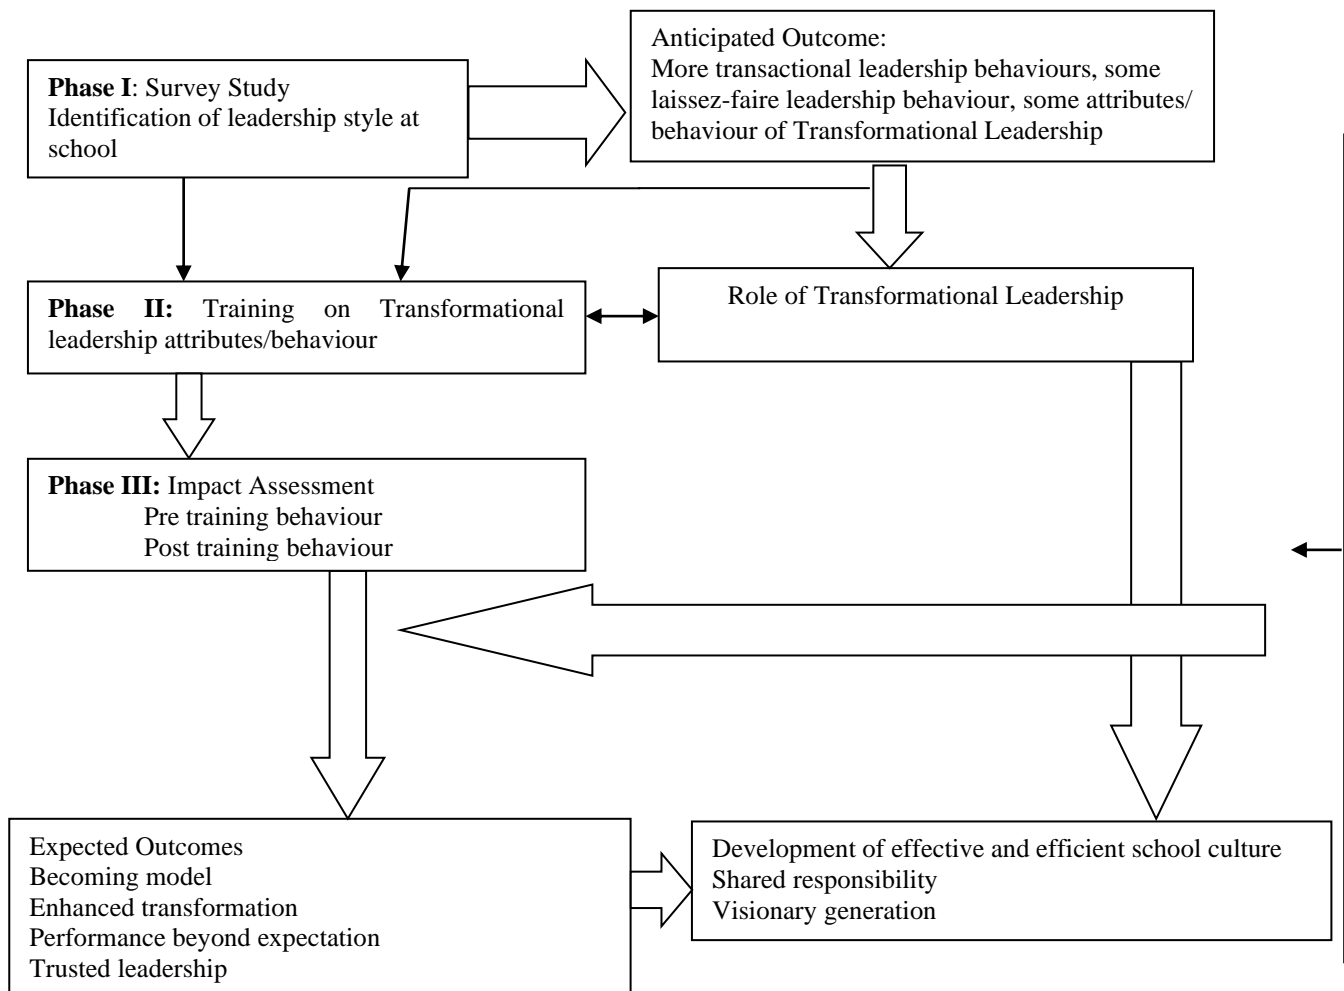 Phase I: Survey Study
Identification of leadership style at
school
Anticipated Outcome:
More transactional leadership behaviours, some
laissez-faire leadership behaviour, some attributes/
behaviour of Transformational Leadership
Phase II: Training on Transformational
leadership attributes/behaviour
Role of Transformational Leadership
Phase III: Impact Assessment
Pre training behaviour
Post training behaviour
Expected Outcomes
Becoming model
Enhanced transformation
Performance beyond expectation
Trusted leadership
Development of effective and efficient school culture
Shared responsibility
Visionary generation